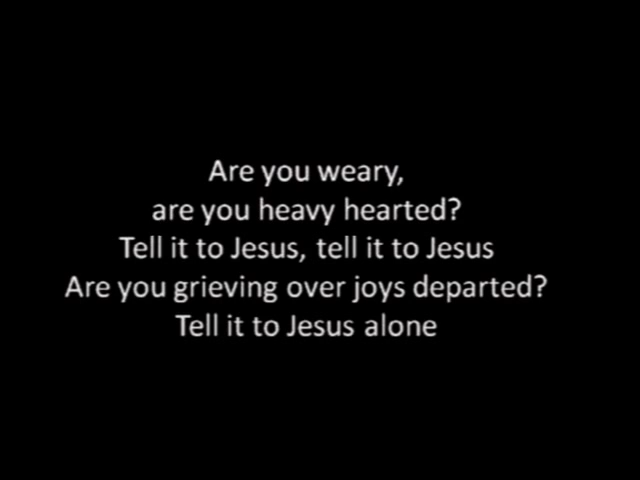 Are you weary,
are you heavy hearted?
Tell it to Jesus, tell it to Jesus
Are you grieving over joys departed?
Tell it to Jesus alone